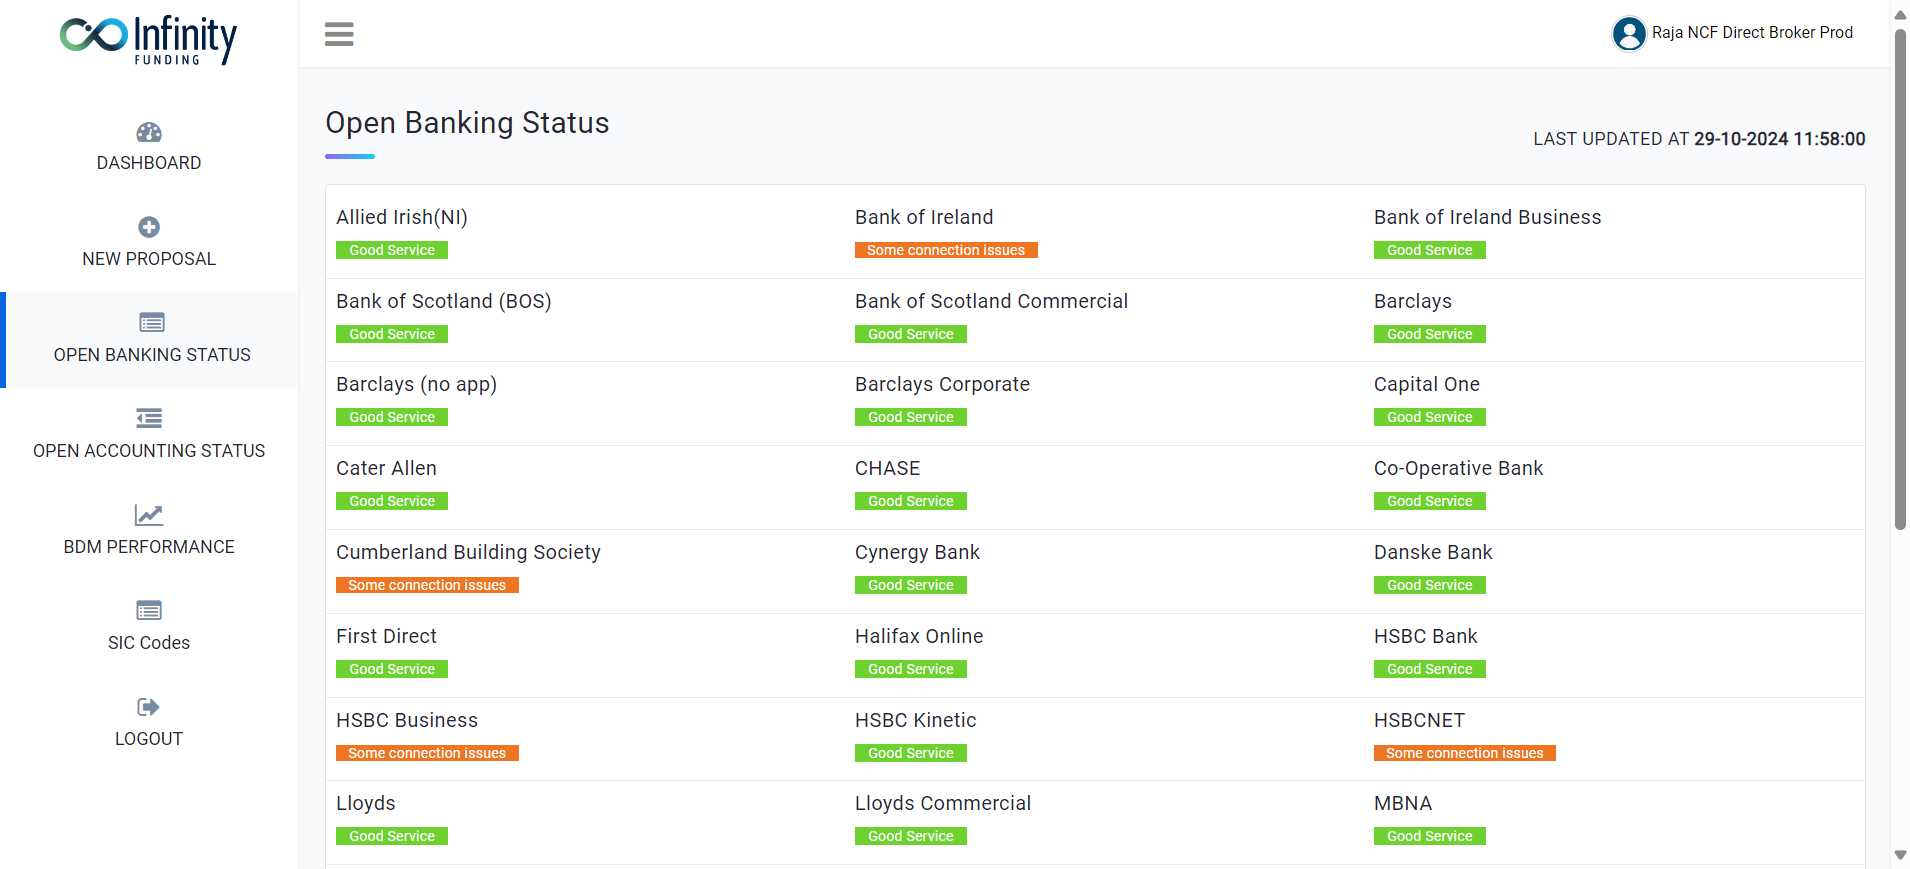 Infinity
FUNDING
Raja NCF Direct Broker Prod
DASHBOARD
NEW PROPOSAL
OPEN BANKING STATUS
OPEN ACCOUNTING STATUS
BDM PERFORMANCE
SIC Codes
LOGOUT
Open Banking Status
LAST UPDATED AT 29-10-2024 11:58:00
Allied Irish(NI)
Good Service
Bank of Ireland
Some connection issues
Bank of Ireland Business
Good Service
Bank of Scotland (BOS)
Good Service
Bank of Scotland Commercial
Good Service
Barclays
Good Service
Barclays (no app)
Good Service
Barclays Corporate
Good Service
Capital One
Good Service
Cater Allen
Good Service
CHASE
Good Service
Co-Operative Bank
Good Service
Cumberland Building Society
Some connection issues
Cynergy Bank
Good Service
Danske Bank
Good Service
First Direct
Good Service
Halifax Online
Good Service
HSBC Bank
Good Service
HSBC Business
Some connection issues
HSBC Kinetic
Good Service
HSBCNET
Some connection issues
Lloyds
Good Service
Lloyds Commercial
Good Service
MBNA
Good Service